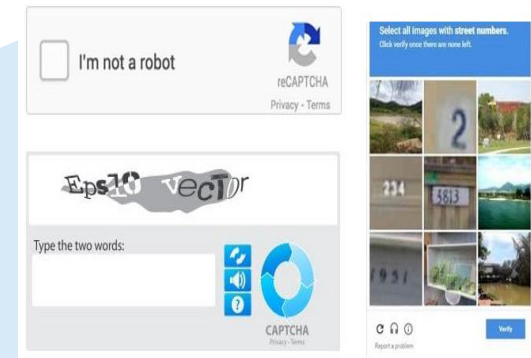 I'm not a robot
reCAPTCHA
Privacy - Terms
Eps10 vector
Type the two words:
?
CAPTCHA
Privacy - Terms
Select all images with street numbers.
Click verify once there are none left.
2
234
Report a problem
Verify